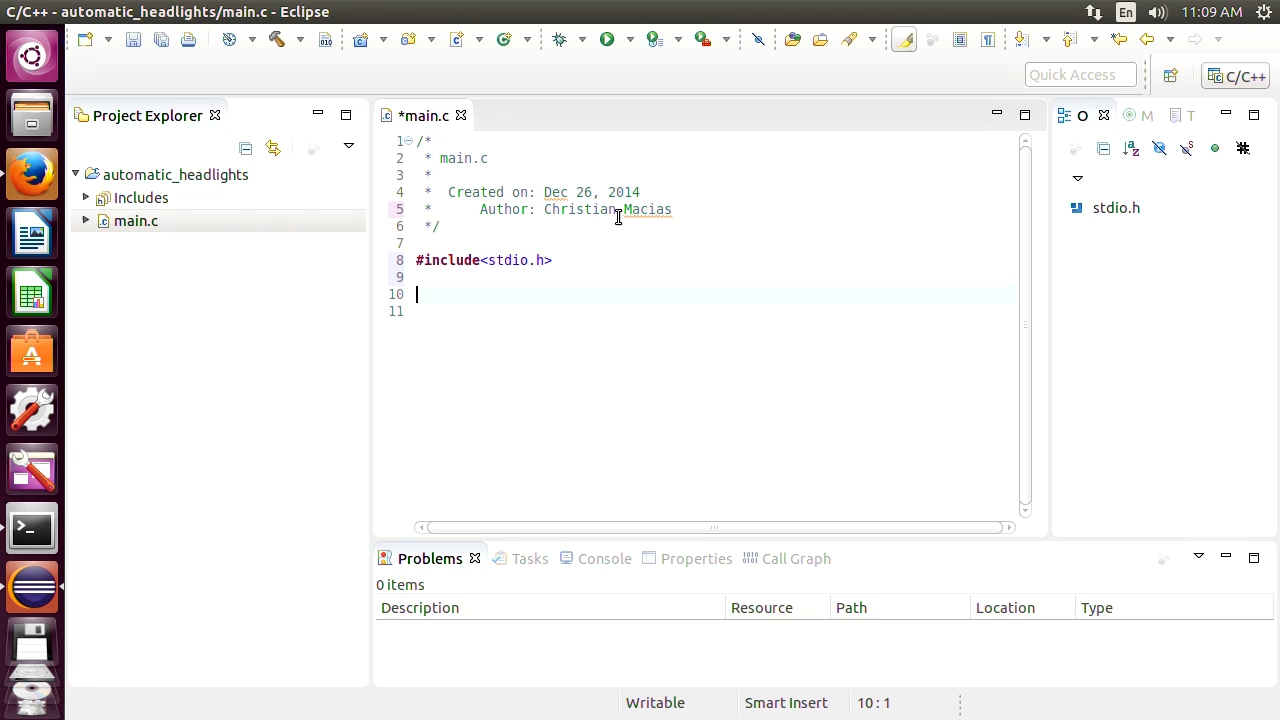 C/C++ - automatic_headlights/main.c - Eclipse
En
11:09 AM
Quick Access
C/C++
Project Explorer
automatic_headlights
Includes
main.c
*main.c
1 /*
2 * main.c
3 *
4 * Created on: Dec 26, 2014
5 * Author: Christian Macias
6 */
7
8 #include<stdio.h>
9
10
11
O
M
T
stdio.h
Problems
Tasks
Console
Properties
Call Graph
0 items
Description
Resource
Path
Location
Type
Writable
Smart Insert
10 : 1